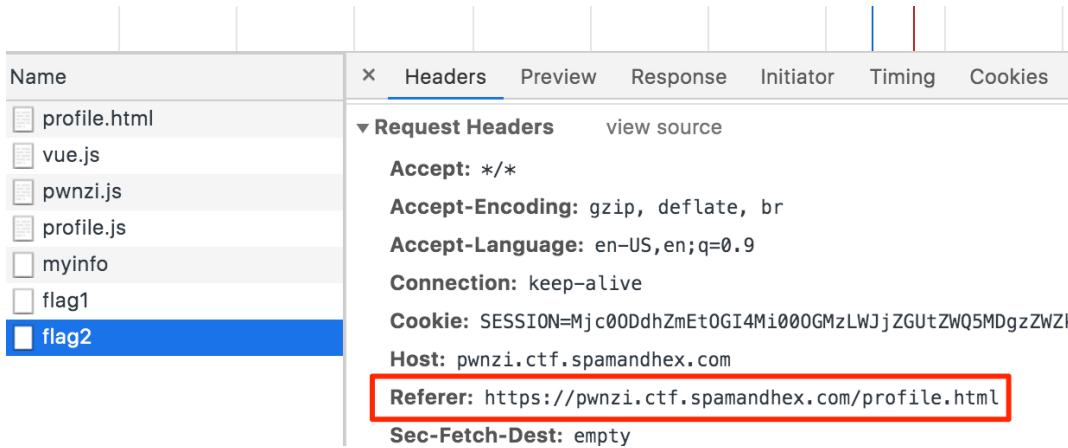 Name
× Headers Preview Response Initiator Timing Cookies
profile.html
vue.js
pwnzi.js
profile.js
myinfo
flag1
flag2
▼ Request Headers view source
Accept: */*
Accept-Encoding: gzip, deflate, br
Accept-Language: en-US,en;q=0.9
Connection: keep-alive
Cookie:
Host: pwnzi.ctf.spamandhex.com
Referer: https://pwnzi.ctf.spamandhex.com/profile.html
Sec-Fetch-Dest: empty